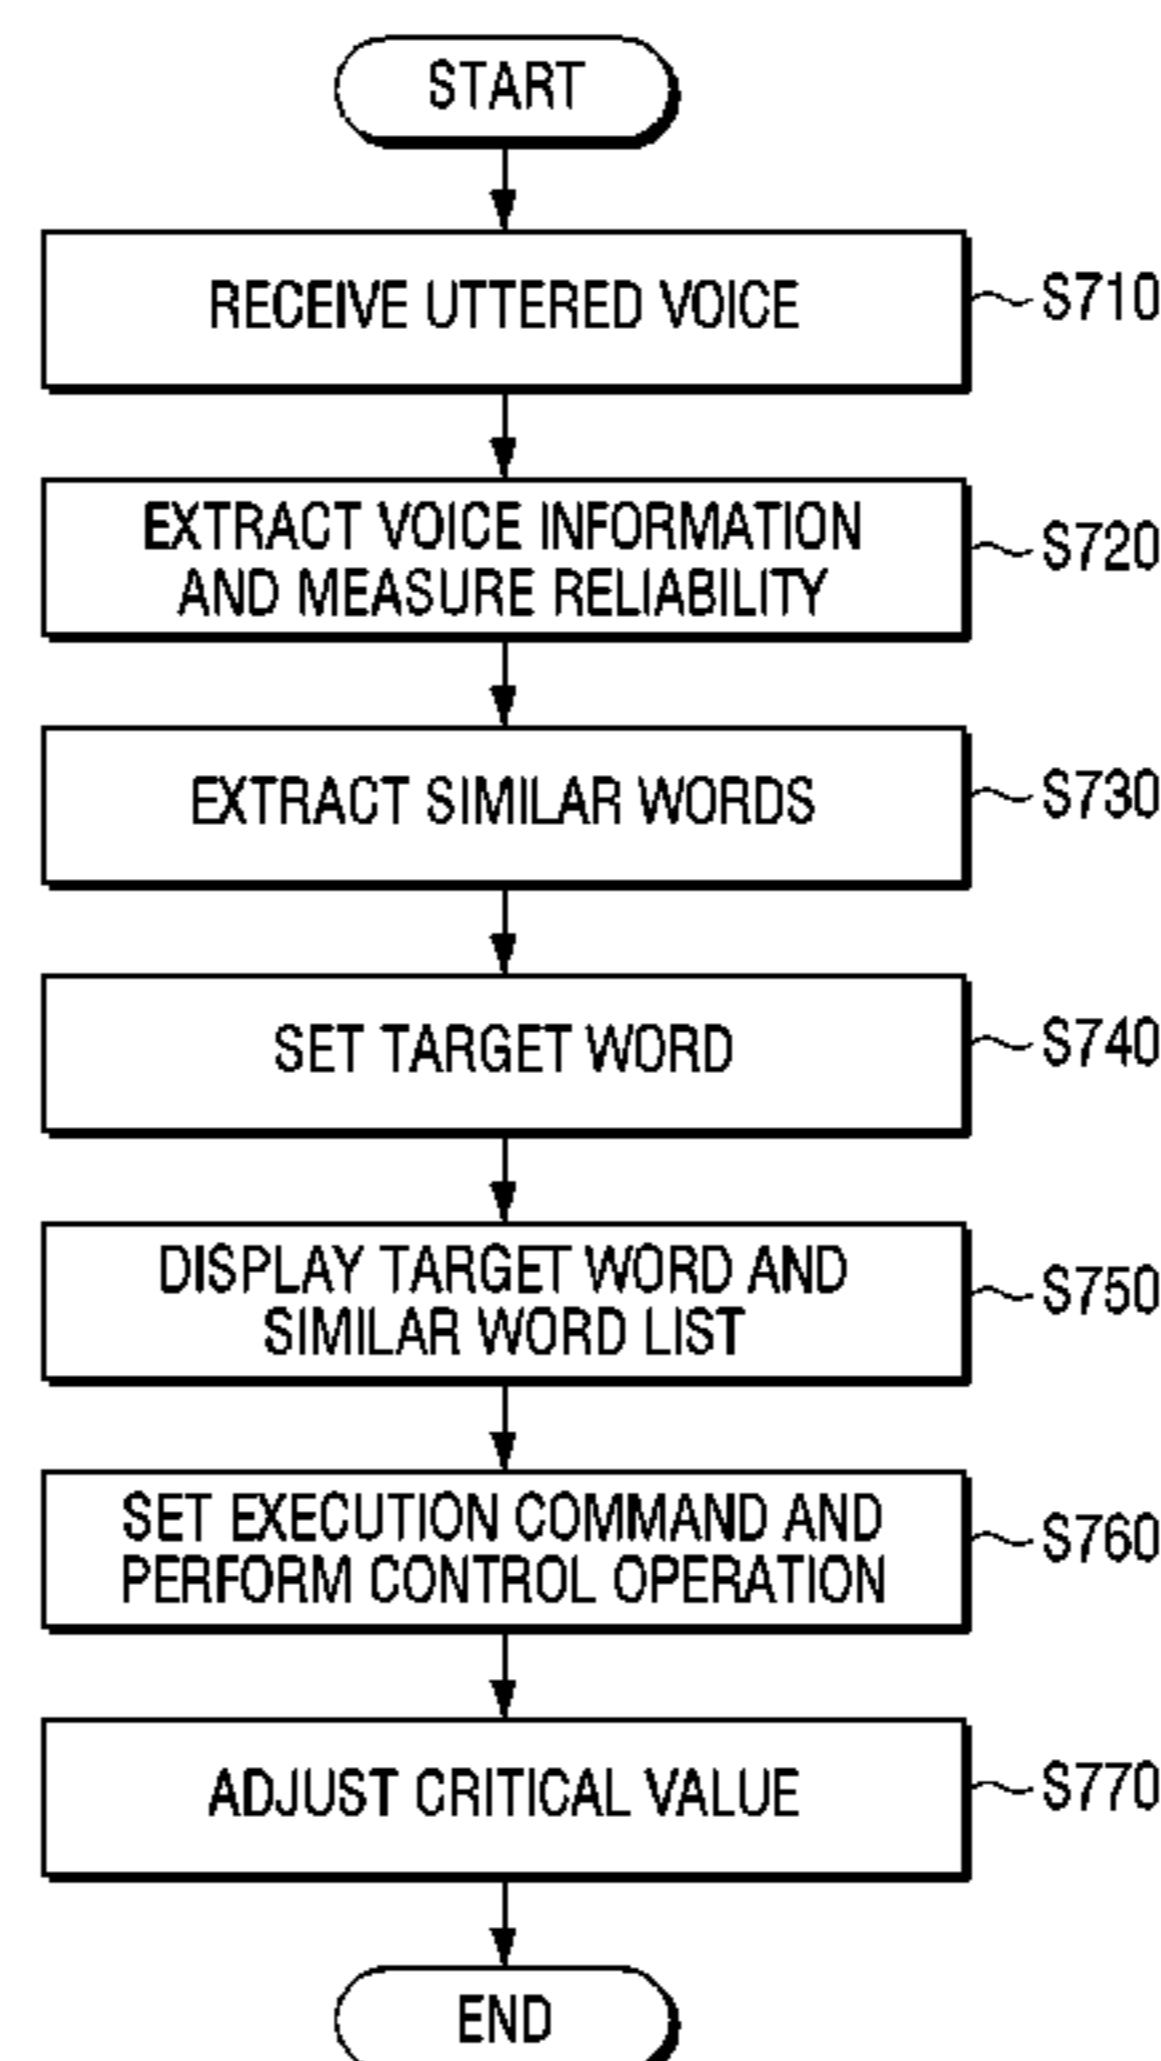 START
RECEIVE UTTERED VOICE
S710
EXTRACT VOICE INFORMATION
AND MEASURE RELIABILITY
S720
EXTRACT SIMILAR WORDS
S730
SET TARGET WORD
S740
DISPLAY TARGET WORD AND
SIMILAR WORD LIST
S750
SET EXECUTION COMMAND AND
PERFORM CONTROL OPERATION
S760
ADJUST CRITICAL VALUE
S770
END